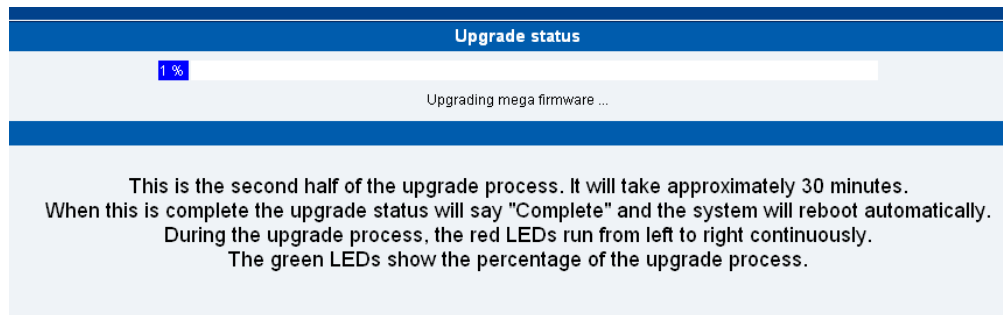 Upgrade status
1 %
Upgrading mega firmware ...
This is the second half of the upgrade process. It will take approximately 30 minutes.
When this is complete the upgrade status will say "Complete" and the system will reboot automatically.
During the upgrade process, the red LEDs run from left to right continuously.
The green LEDs show the percentage of the upgrade process.